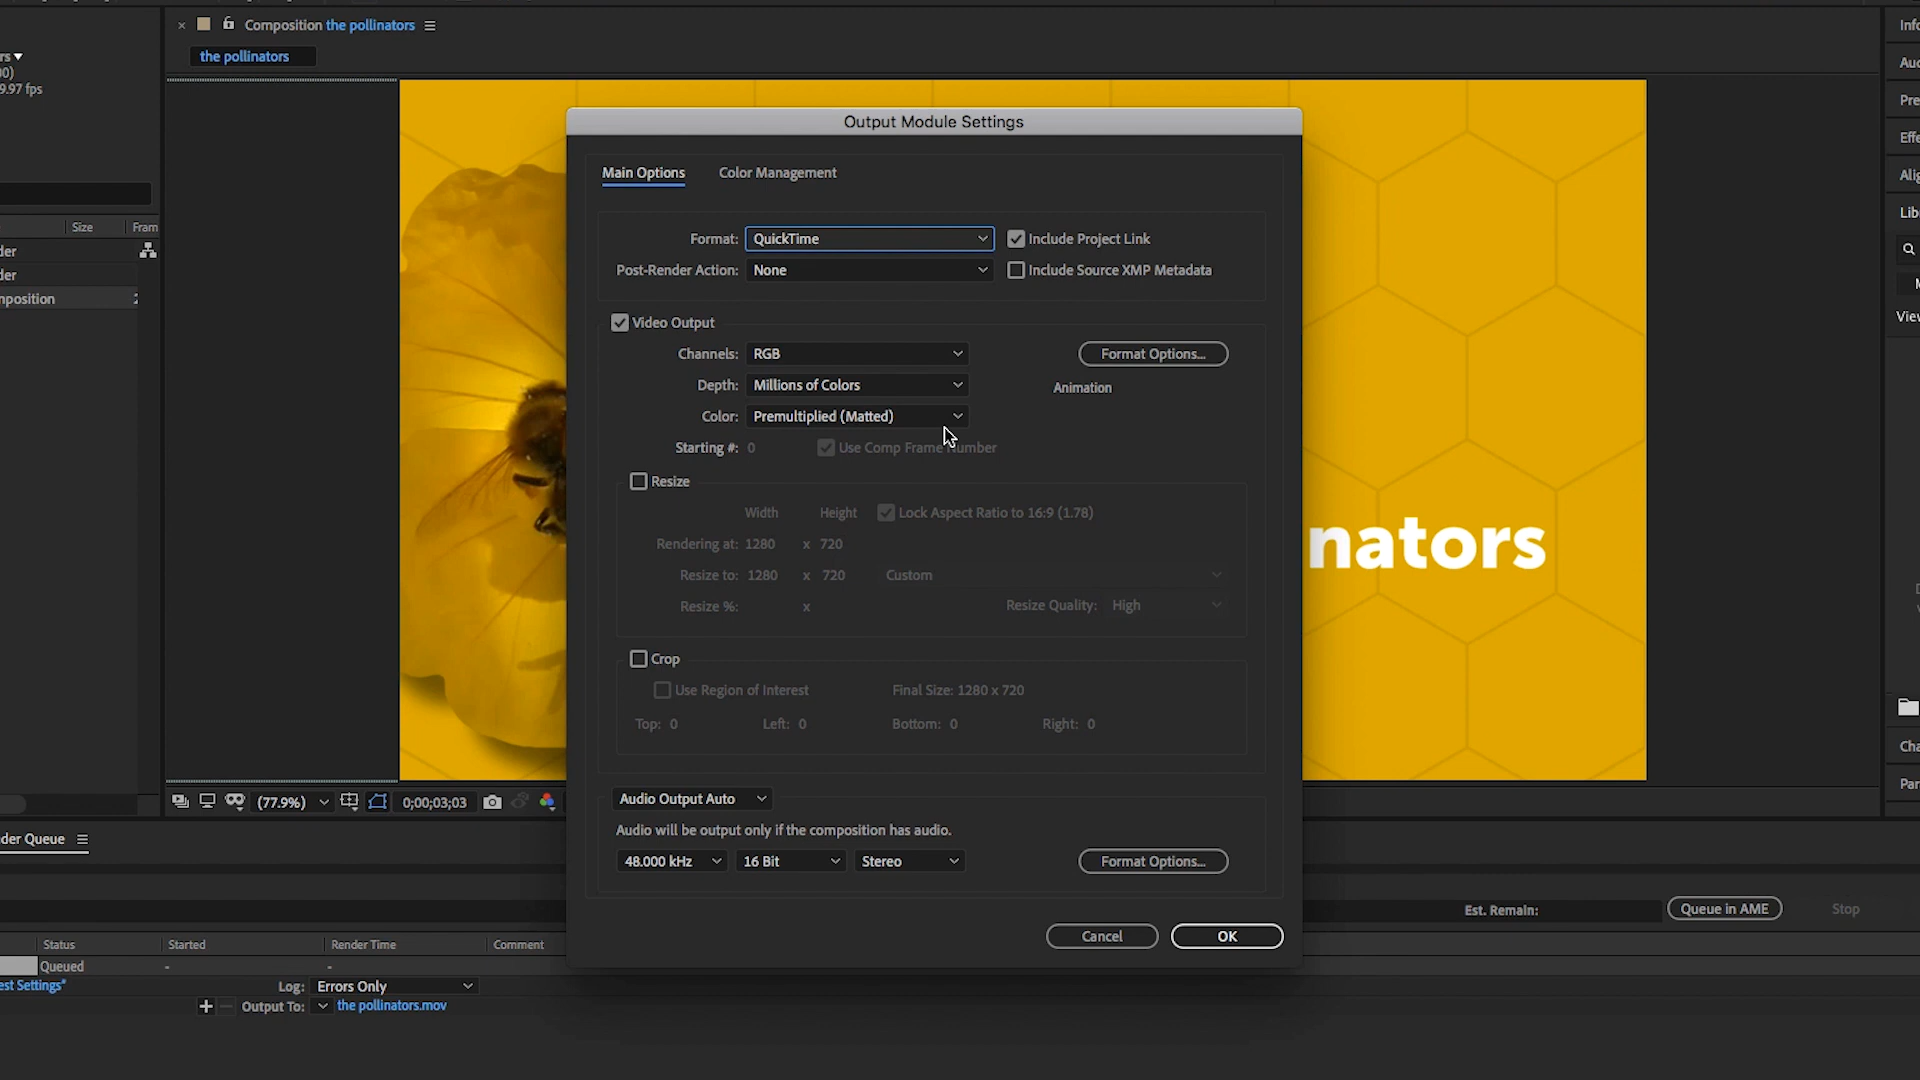 Composition the pollinators
the pollinators
9.97 fps
Output Module Settings
Main Options
Color Management
Format: QuickTime
Include Project Link
Post-Render Action: None
Include Source XMP Metadata
Video Output
Channels: RGB
Format Options...
Depth: Millions of Colors
Animation
Color: Premultiplied (Matted)
Starting #: 0
Use Comp Frame Number
Resize
Width
Height
Lock Aspect Ratio to 16:9 (1.78)
Rendering at: 1280 x 720
Resize to: 1280 x 720 Custom
Resize %: x
Resize Quality: High
Crop
Use Region of Interest
Final Size: 1280 x 720
Top: 0
Left: 0
Bottom: 0
Right: 0
Audio Output Auto
Audio will be output only if the composition has audio.
48.000 kHz
16 Bit
Stereo
Format Options...
Cancel
OK
Size
Fram
der
der
mposition
nators
Info
Lib
View
(77.9%)
0;00;03;03
der Queue
Est. Remain:
Queue in AME
Stop
Status
Started
Render Time
Comment
Queued
-
-
est Settings*
Log: Errors Only
Output To: the pollinators.mov